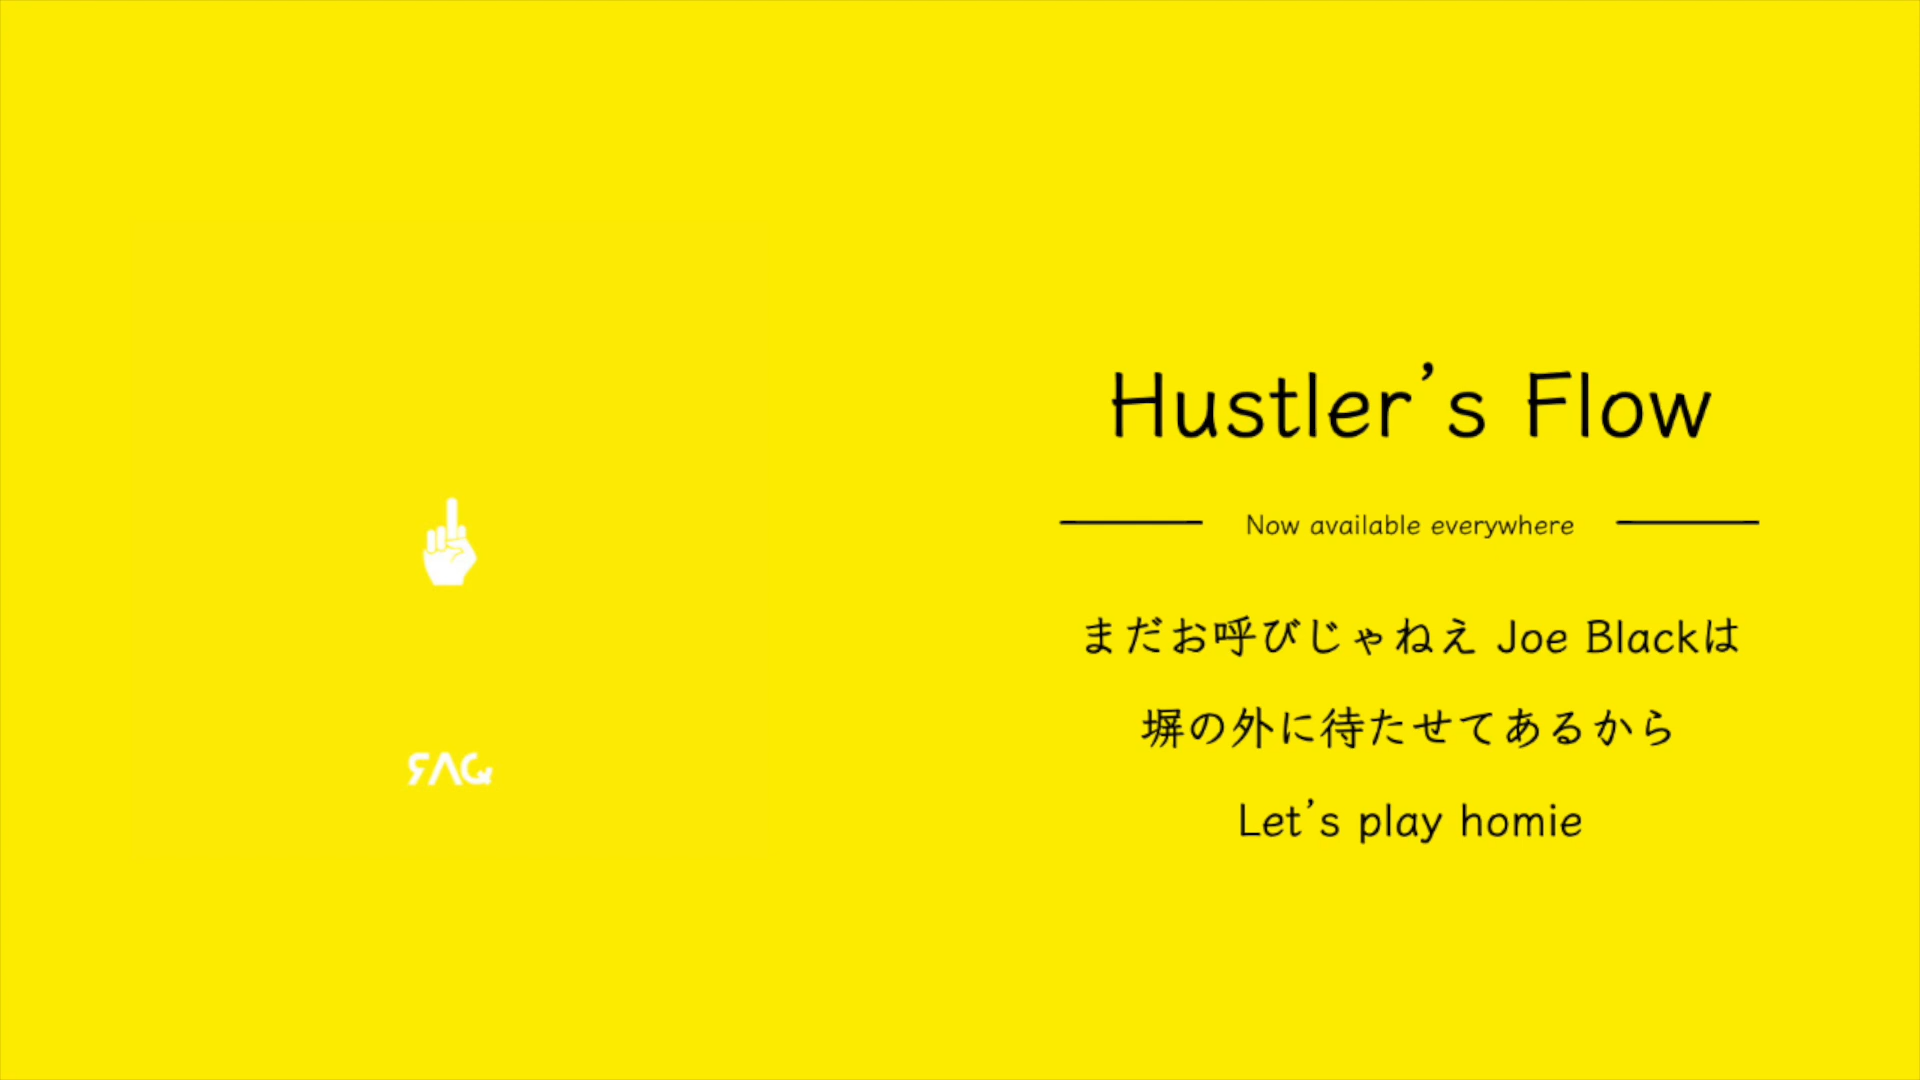 Hustler’s Flow
Now available everywhere
まだお呼びじゃねえ Joe Blackは
塀の外に待たせてあるから
Let’s play homie